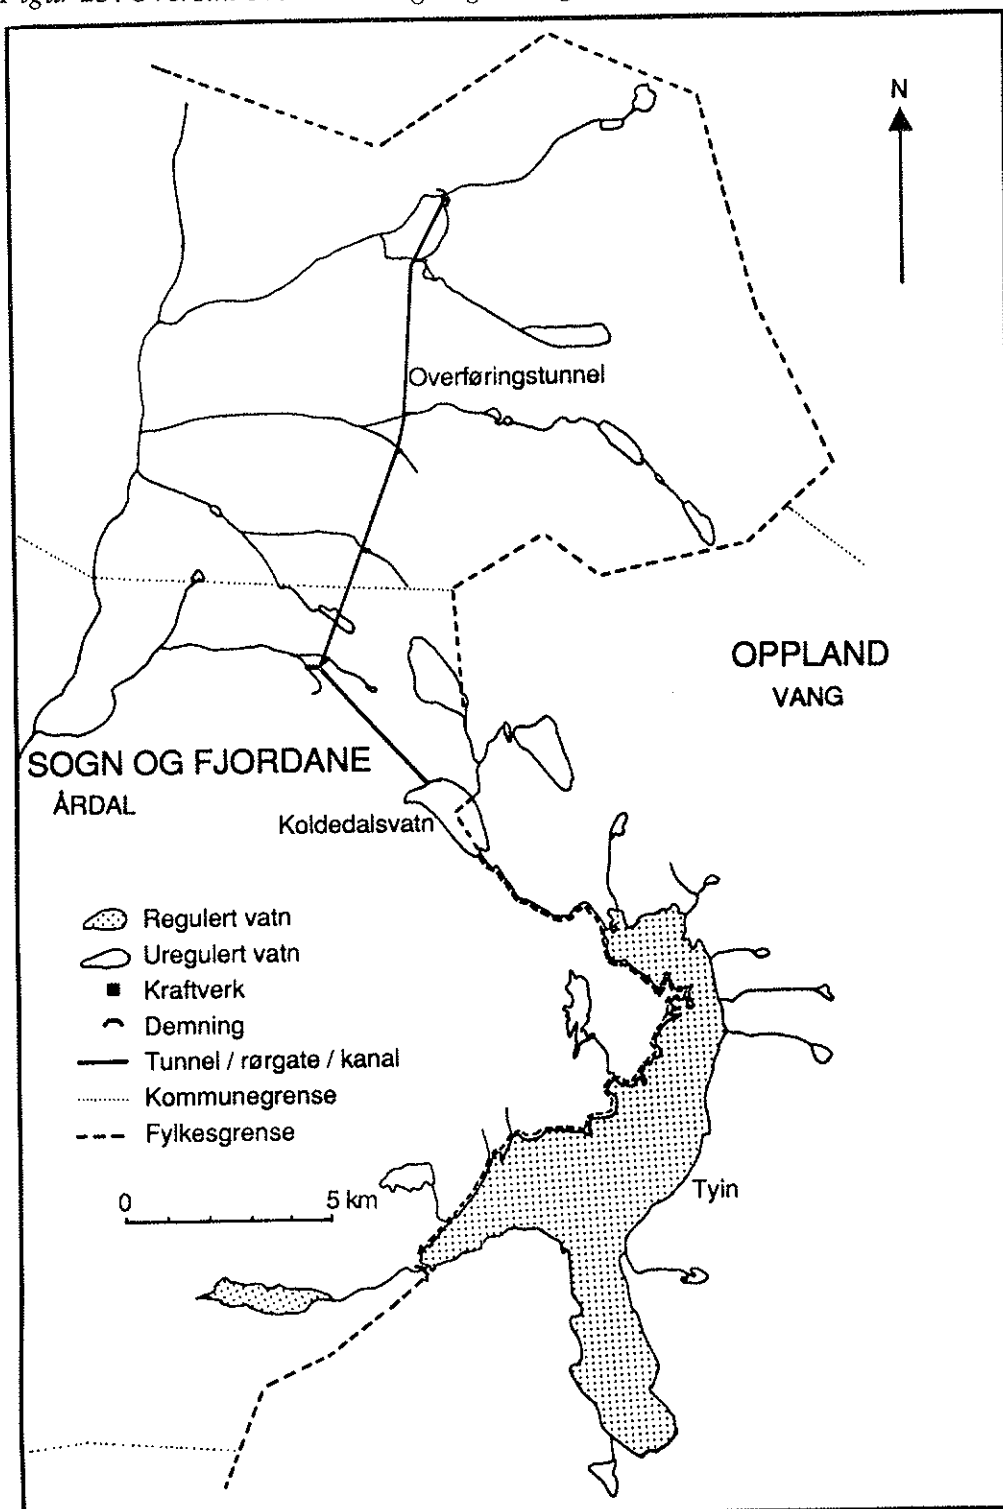 N
Overføringstunnel
OPPLAND
VANG
SOGN OG FJORDANE
ÅRDAL
Koldedalsvatn
Regulert vatn
Uregulert vatn
Kraftverk
Demning
Tunnel / rørgate / kanal
Kommunegrense
Fylkesgrense
0 5 km
Tyin